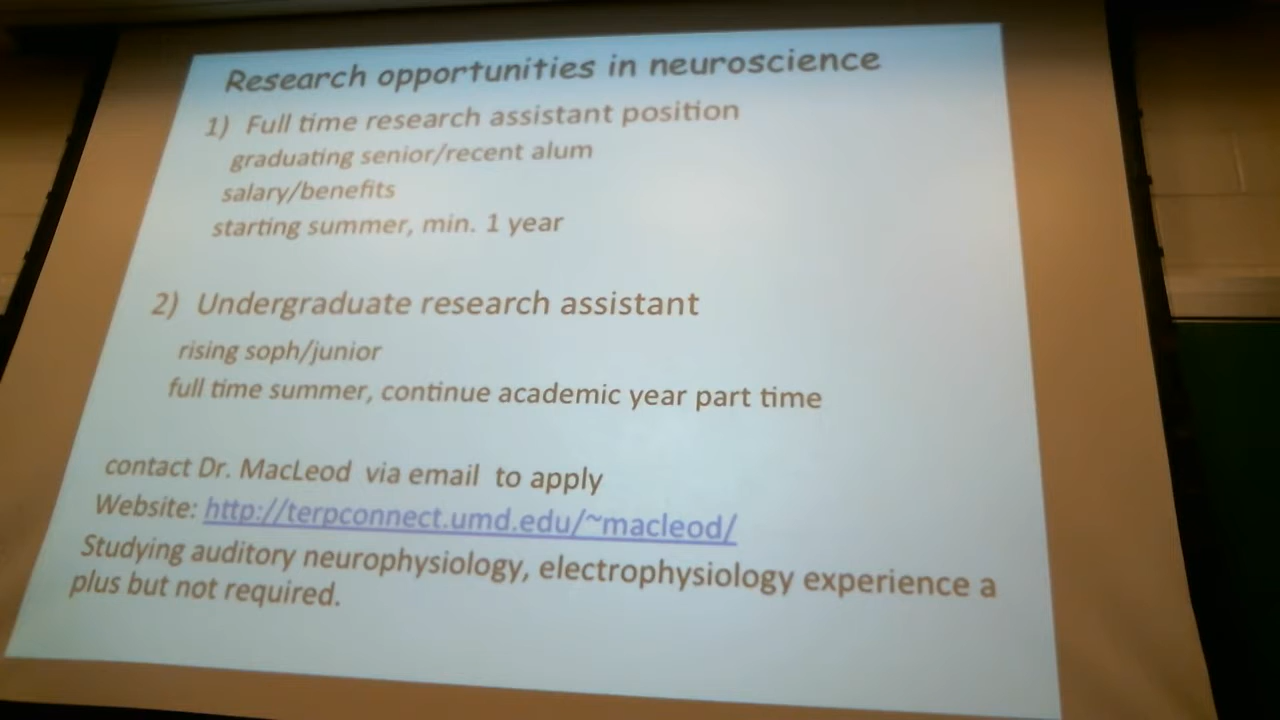 Research opportunities in neuroscience
1) Full time research assistant position
graduating senior/recent alum
salary/benefits
starting summer, min. 1 year
2) Undergraduate research assistant
rising soph/junior
full time summer, continue academic year part time
contact Dr. MacLeod via email to apply
Website: http://terpconnect.umd.edu/~macleod/
Studying auditory neurophysiology, electrophysiology experience a
plus but not required.